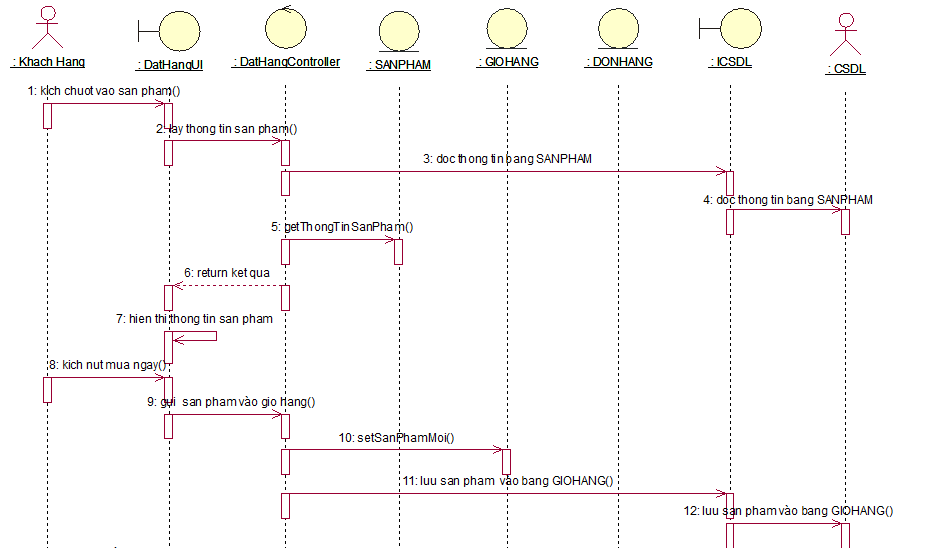 : Khach Hang
: DatHangUI
: DatHangController
: SANPHAM
: GIOHANG
: DONHANG
: ICSDL
: CSDL
1: kich chuot vao san pham()
2: lay thong tin san pham()
3: doc thong tin bang SANPHAM
4: doc thong tin bang SANPHAM
5: getThongTinSanPham()
6: return ket qua
7: hien thi thong tin san pham
8: kich nut mua ngay()
9: gui san pham vào gio hang()
10: setSanPhamMoi()
11: luu san pham vào bang GIOHANG()
12: luu san pham vào bang GIOHANG()